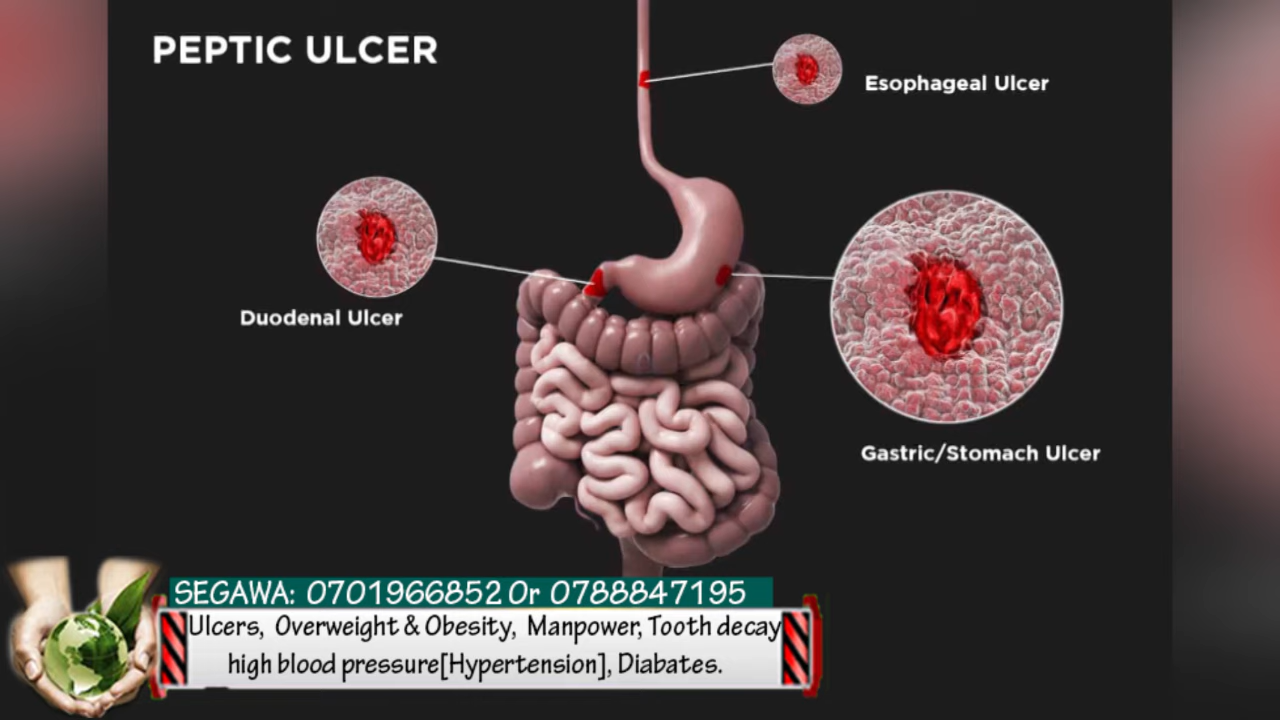 PEPTIC ULCER
Esophageal Ulcer
Duodenal Ulcer
Gastric/Stomach Ulcer
SEGAWA: 0701966852 Or 0788847195
Ulcers, Overweight & Obesity, Manpower, Tooth decay
high blood pressure[Hypertension], Diabates.